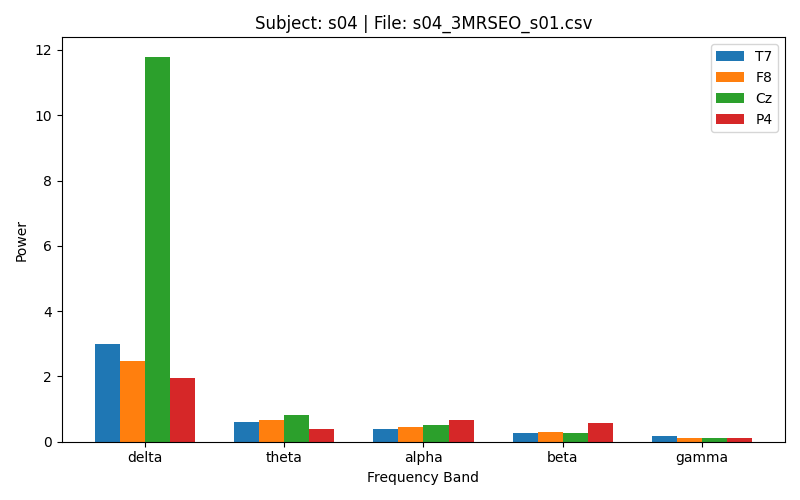 Subject: s04 | File: s04_3MRSEO_s01.csv
12
10
8
6
4
2
0
Power
T7
F8
Cz
P4
delta theta alpha beta gamma
Frequency Band